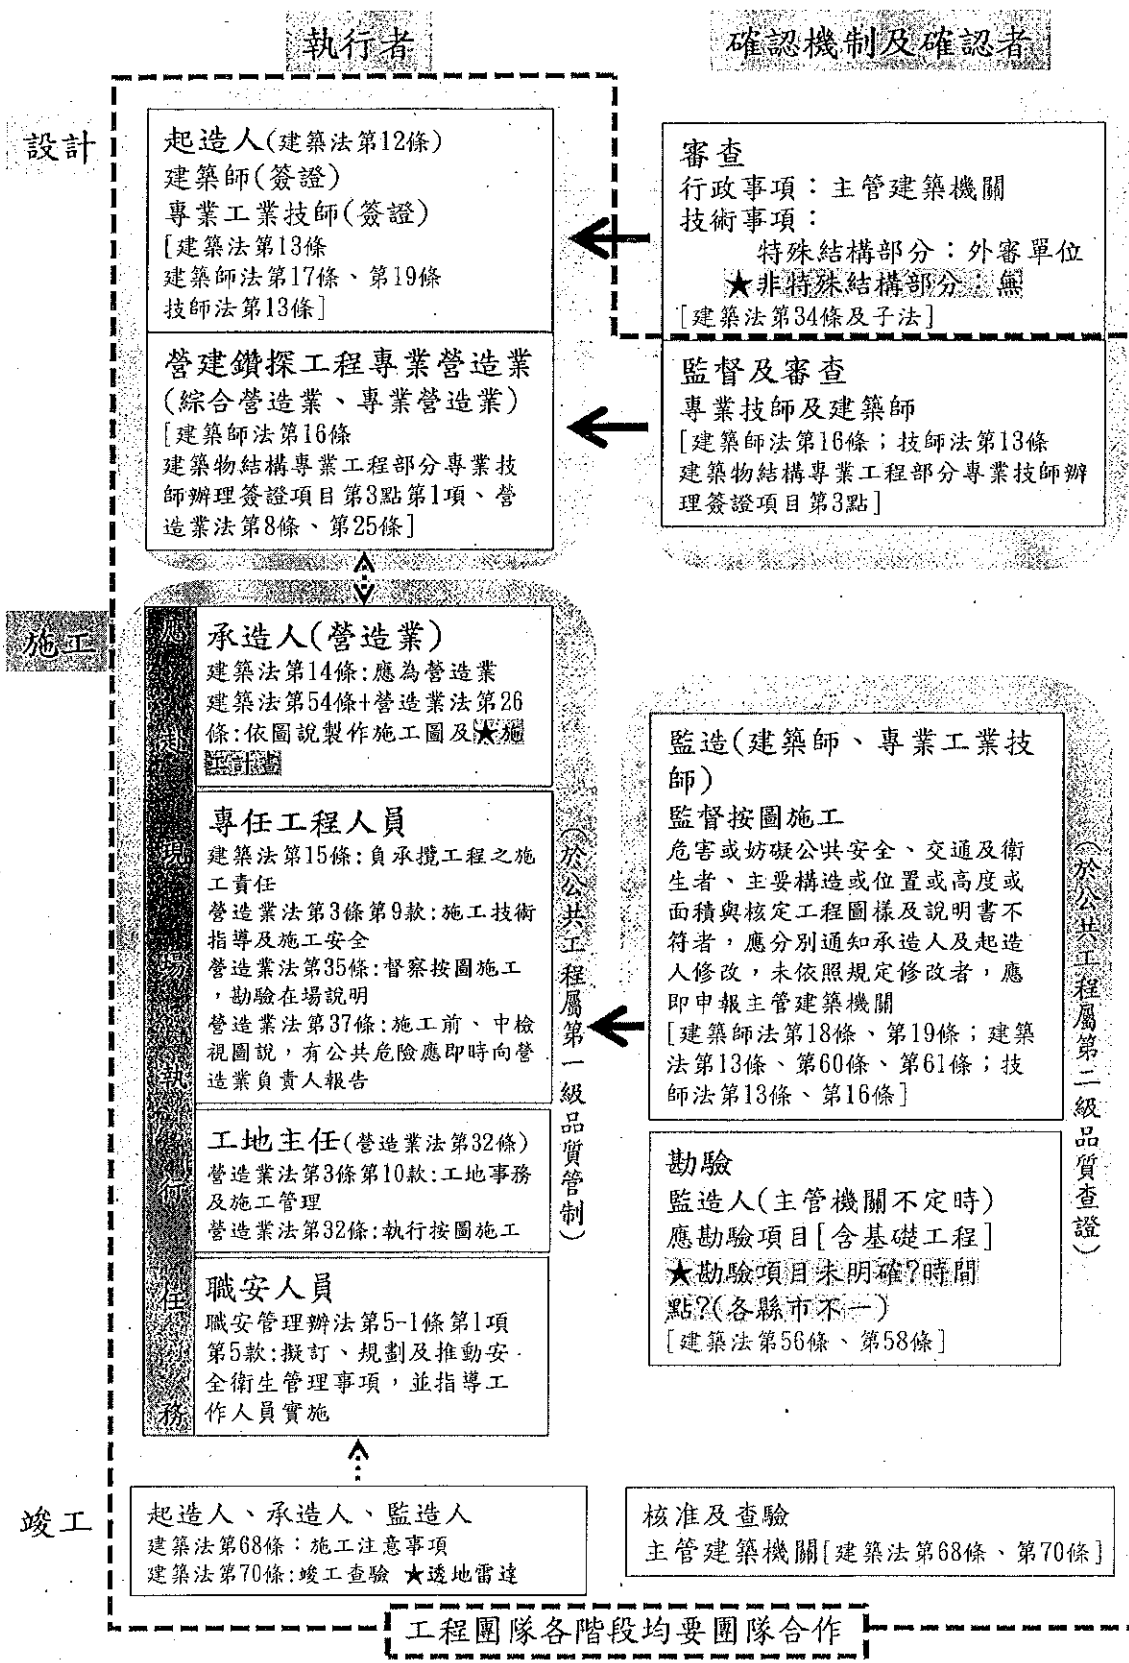 執行者
確認機制及確認者
設計
起造人(建築法第12條)
建築師(簽證)
專業工業技師(簽證)
[建築法第13條
建築師法第17條、第19條
技師法第13條]
審查
行政事項：主管建築機關
技術事項：
特殊結構部分：外審單位
★非特殊結構部分：無
[建築法第34條及子法]
營建鑽探工程專業營造業
(綜合營造業、專業營造業)
[建築師法第16條
建築物結構專業工程部分專業技
師辦理簽證項目第3點第1項、營
造業法第8條、第25條]
監督及審查
專業技師及建築師
[建築師法第16條；技師法第13條
建築物結構專業工程部分專業技師辦
理簽證項目第3點]
施工
承造人(營造業)
建築法第14條:應為營造業
建築法第54條+營造業法第26
條:依圖說製作施工圖及★施
工計畫
專任工程人員
建築法第15條:負承攬工程之施
工責任
營造業法第3條第9款:施工技術
指導及施工安全
營造業法第35條:督察按圖施工
，勘驗在場說明
營造業法第37條:施工前、中檢
視圖說，有公共危險應即時向營
造業負責人報告
工地主任(營造業法第32條)
營造業法第3條第10款:工地事務
及施工管理
營造業法第32條:執行按圖施工
職安人員
職安管理辦法第5-1條第1項
第5款:擬訂、規劃及推動安
全衛生管理事項，並指導工
作人員實施
（於公共工程屬第一級品質管制）
監造(建築師、專業工業技
師)
監督按圖施工
危害或妨礙公共安全、交通及衛
生者、主要構造或位置或高度或
面積與核定工程圖樣及說明書不
符者，應分別通知承造人及起造
人修改，未依照規定修改者，應
即申報主管建築機關
[建築師法第18條、第19條；建築
法第13條、第60條、第61條；技
師法第13條、第16條]
勘驗
監造人(主管機關不定時)
應勘驗項目[含基礎工程]
★勘驗項目未明確?時間
點?(各縣市不一)
[建築法第56條、第58條]
（於公共工程屬第二級品質查證）
竣工
起造人、承造人、監造人
建築法第68條：施工注意事項
建築法第70條:竣工查驗 ★透地雷達
核准及查驗
主管建築機關[建築法第68條、第70條]
工程團隊各階段均要團隊合作